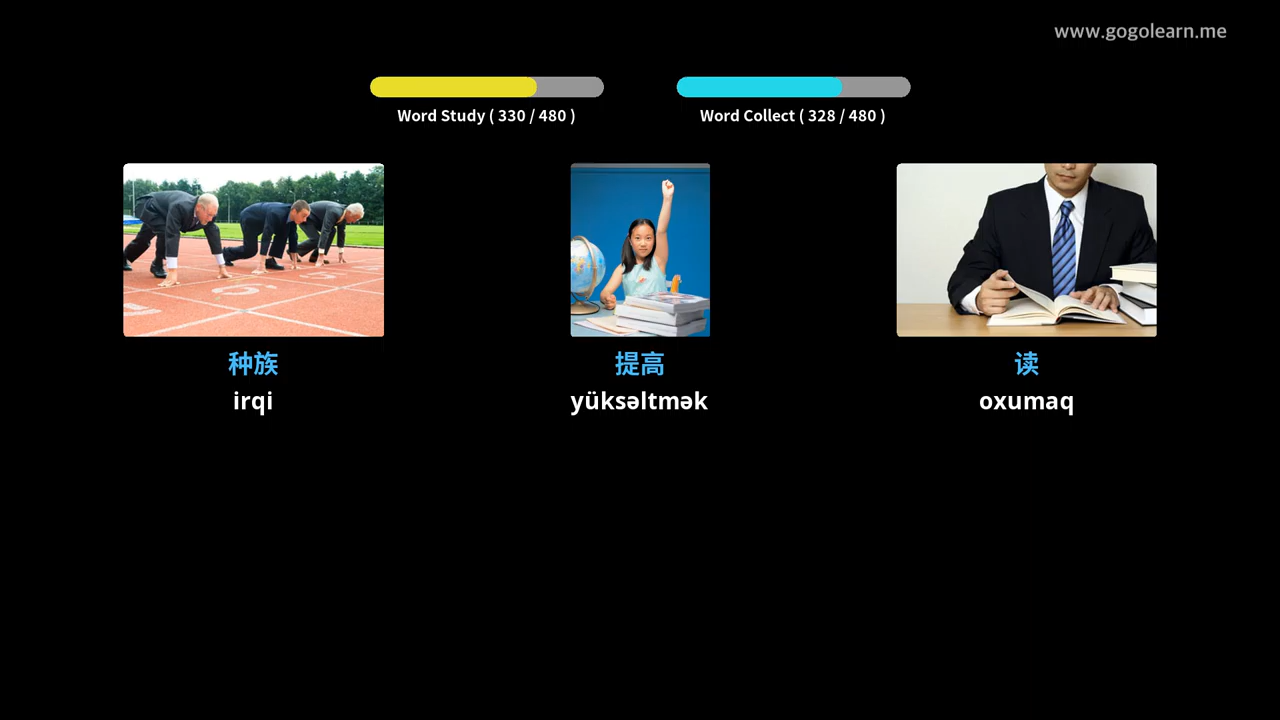 www.gogolearn.me
Word Study ( 330 / 480 )
Word Collect ( 328 / 480 )
种族
提高
读
irqi
yüksəltmək
oxumaq